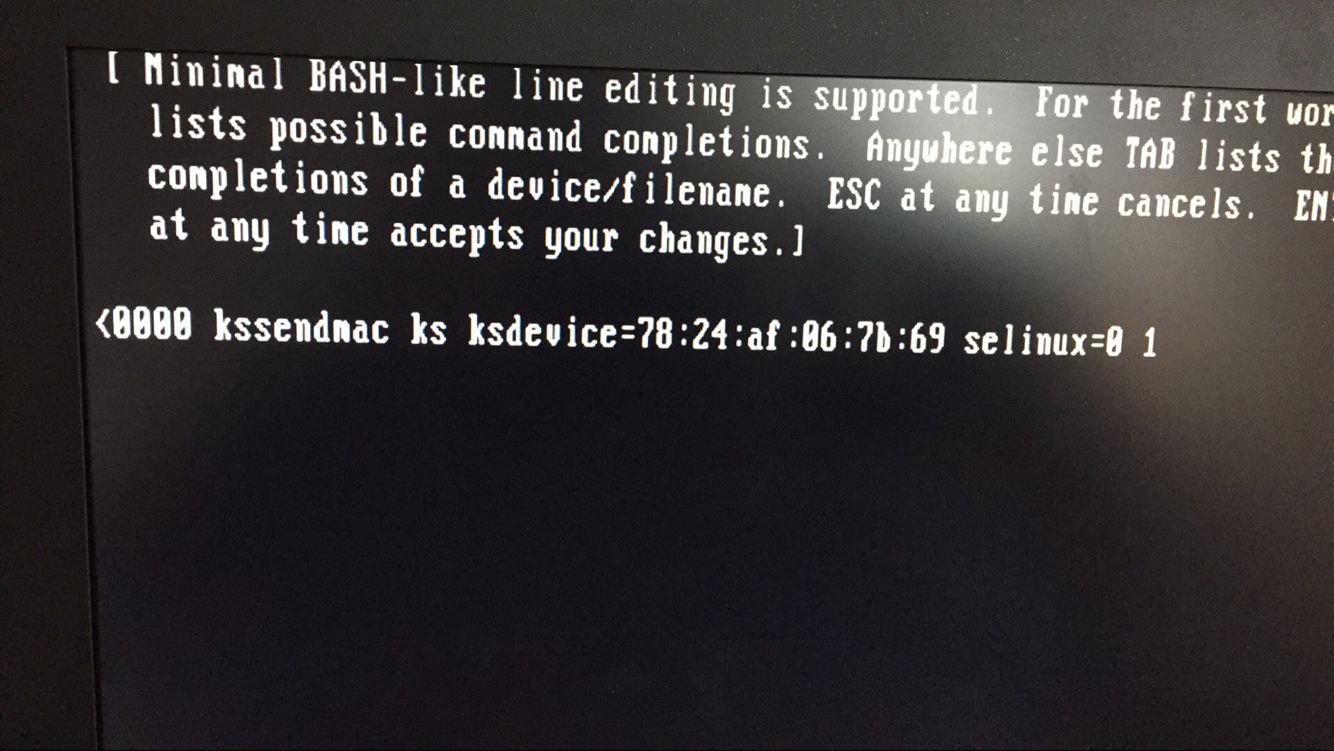 [ Minimal BASH-like line editing is supported. For the first wor
lists possible command completions. Anywhere else TAB lists th
completions of a device/filename. ESC at any time cancels. EN
at any time accepts your changes.]
<0000 kssendmac ks ksdevice=78:24:af:06:7b:69 selinux=0 1